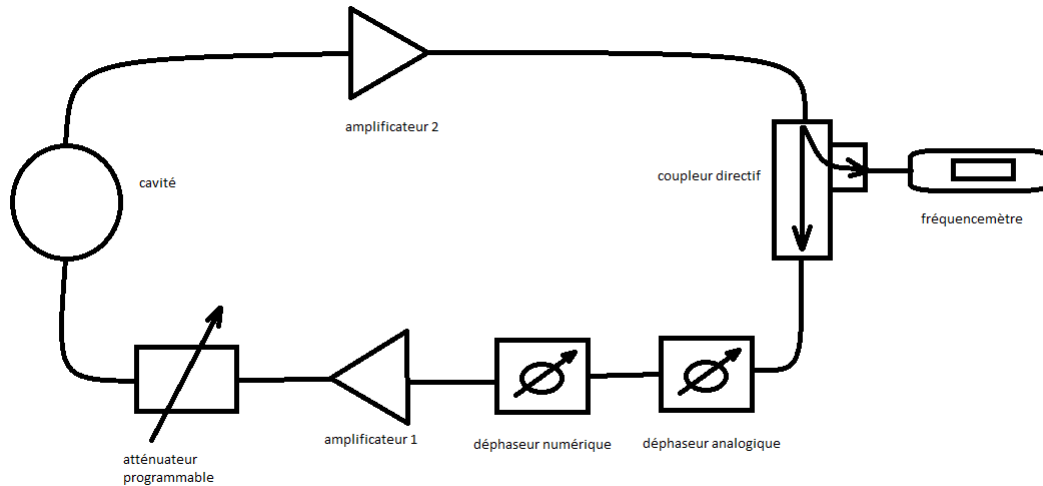 amplificateur 2
cavité
coupleur directif
fréquencemètre
amplificateur 1
déphaseur numérique
déphaseur analogique
atténuateur
programmable